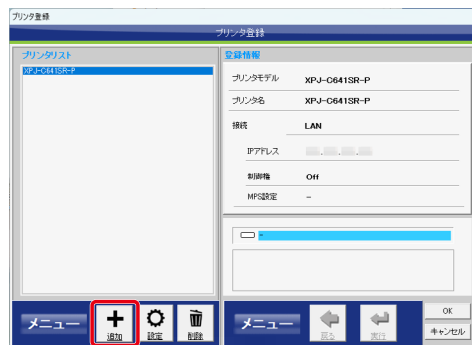 プリンタ登録
プリンタ登録
プリンタリスト
XPJ-C641SR-P
登録情報
プリンタモデル XPJ-C641SR-P
プリンタ名 XPJ-C641SR-P
接続 LAN
IPアドレス
制御権 Off
MPS設定 -
-
メニュー
追加
設定
削除
メニュー
戻る
実行
OK
キャンセル